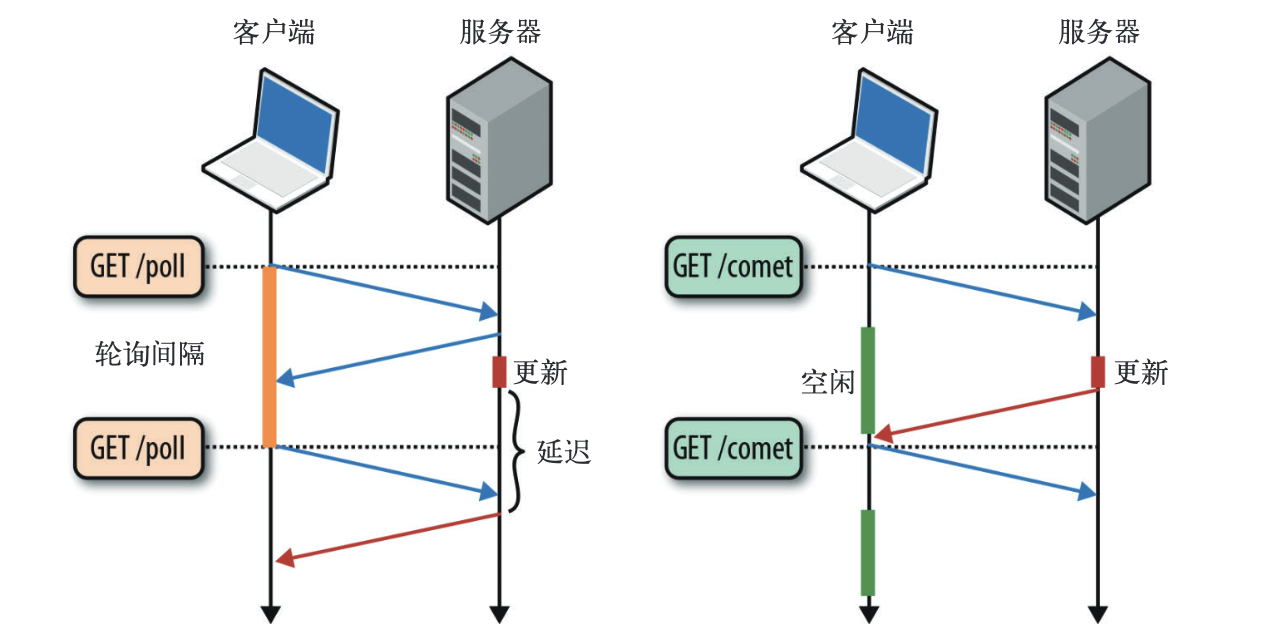 客户端
服务器
GET /poll
轮询间隔
更新
GET /poll
延迟
客户端
服务器
GET /comet
空闲
更新
GET /comet